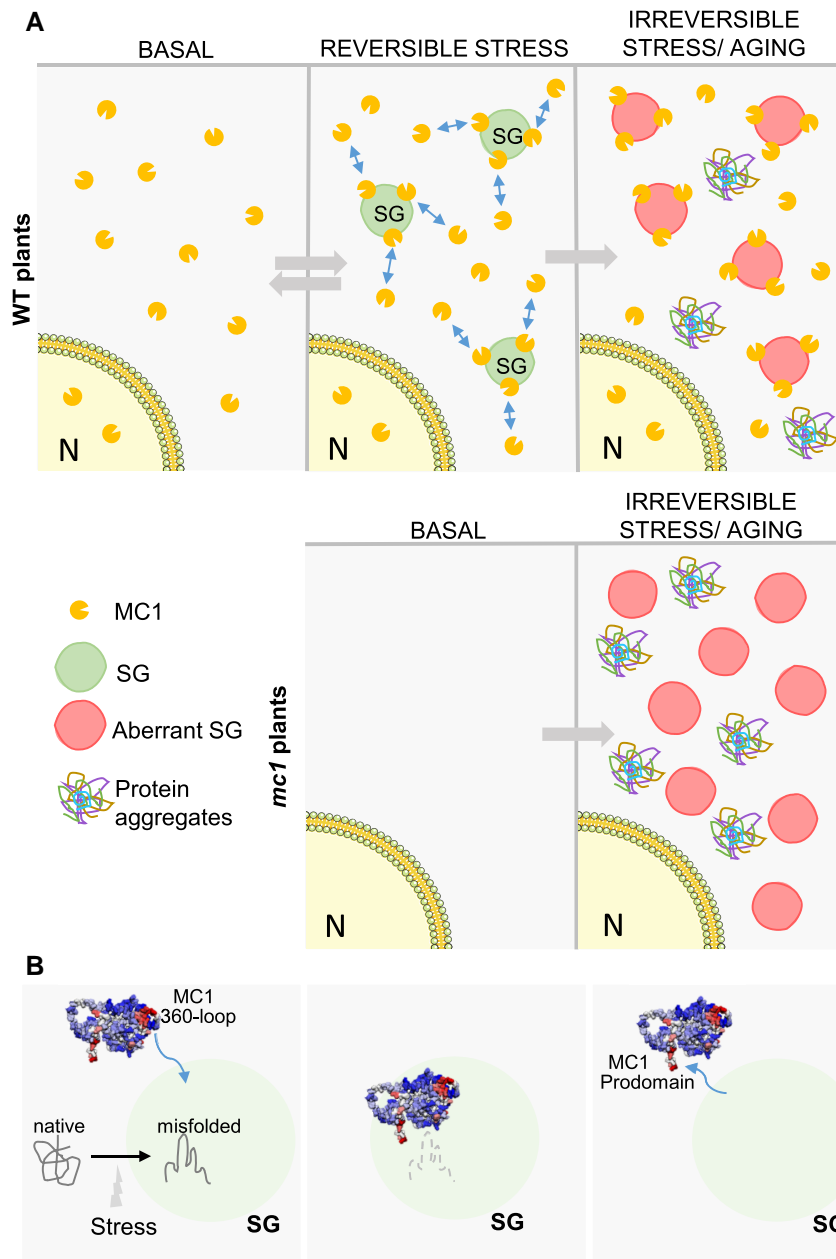 A
BASAL
REVERSIBLE STRESS
IRREVERSIBLE
STRESS/ AGING
WT plants
SG
SG
SG
N
N
N
BASAL
IRREVERSIBLE
STRESS/ AGING
MC1
SG
Aberrant SG
Protein
aggregates
mc1 plants
N
N
B
MC1
360-loop
native
misfolded
Stress
SG
SG
MC1
Prodomain
SG